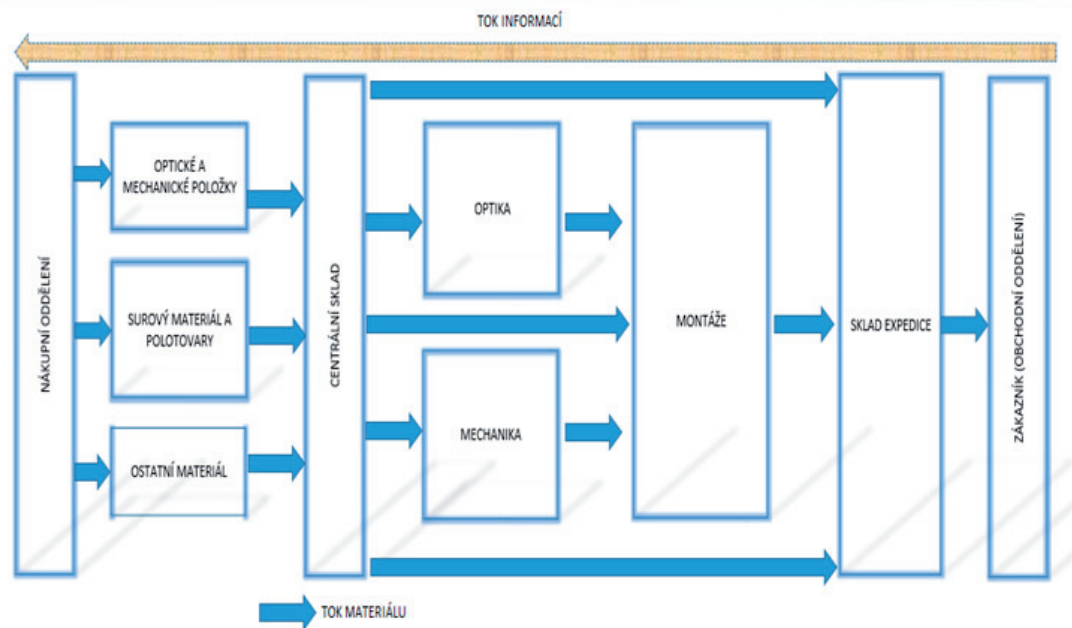 TOK INFORMACÍ
NÁKUPNÍ ODDĚLENÍ
OPTICKÉ A
MECHANICKÉ POLOŽKY
SUROVÝ MATERIÁL A
POLOTOVARY
OSTATNÍ MATERIÁL
CENTRÁLNÍ SKLAD
OPTIKA
MECHANIKA
MONTÁŽE
SKLAD EXPEDICE
ZÁKAZNÍK (OBCHODNÍ ODDĚLENÍ)
TOK MATERIÁLU